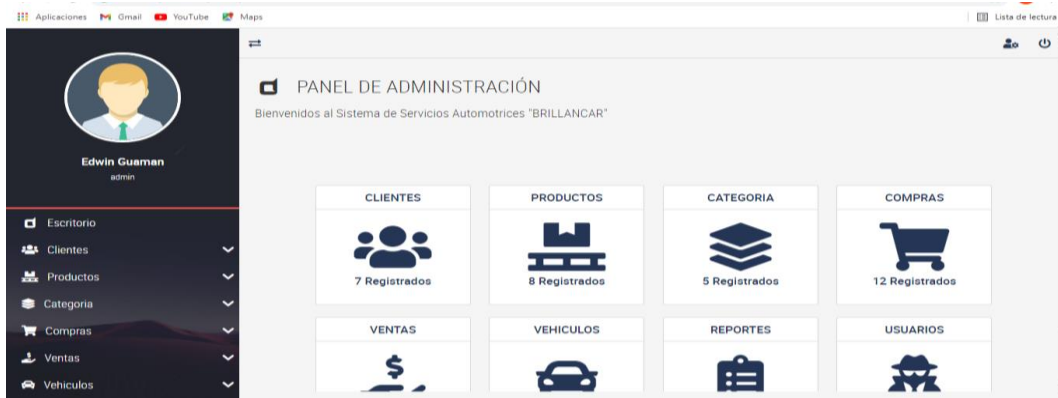 Aplicaciones Gmail YouTube Maps Lista de lectura
Edwin Guaman
admin
Escritorio
Clientes
Productos
Categoria
Compras
Ventas
Vehiculos
PANEL DE ADMINISTRACIÓN
Bienvenidos al Sistema de Servicios Automotrices "BRILLANCAR"
CLIENTES
7 Registrados
PRODUCTOS
8 Registrados
CATEGORIA
5 Registrados
COMPRAS
12 Registrados
VENTAS
VEHICULOS
REPORTES
USUARIOS